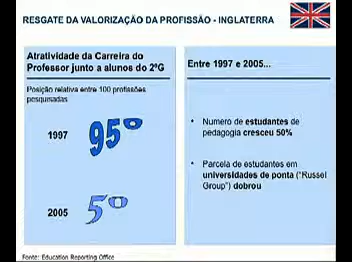 RESGATE DA VALORIZAÇÃO DA PROFISSÃO - INGLATERRA
Atratividade da Carreira do
Professor junto a alunos do 2ºG
Posição relativa entre 100 profissões
pesquisadas
1997 95º
2005 5º
Entre 1997 e 2005...
• Numero de estudantes de
pedagogia cresceu 50%
• Parcela de estudantes em
universidades de ponta ("Russel
Group") dobrou
Fonte: Education Reporting Office